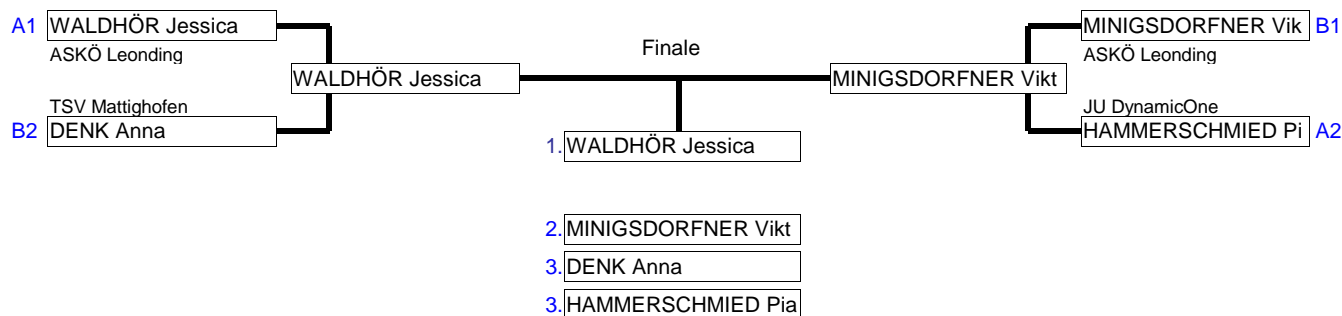 A1 WALDHÖR Jessica MINIGSDORFNER Vik B1
ASKÖ Leonding Finale ASKÖ Leonding
WALDHÖR Jessica MINIGSDORFNER Vikt
TSV Mattighofen JU DynamicOne
B2 DENK Anna HAMMERSCHMIED Pi A2
1. WALDHÖR Jessica
2. MINIGSDORFNER Vikt
3. DENK Anna
3. HAMMERSCHMIED Pia